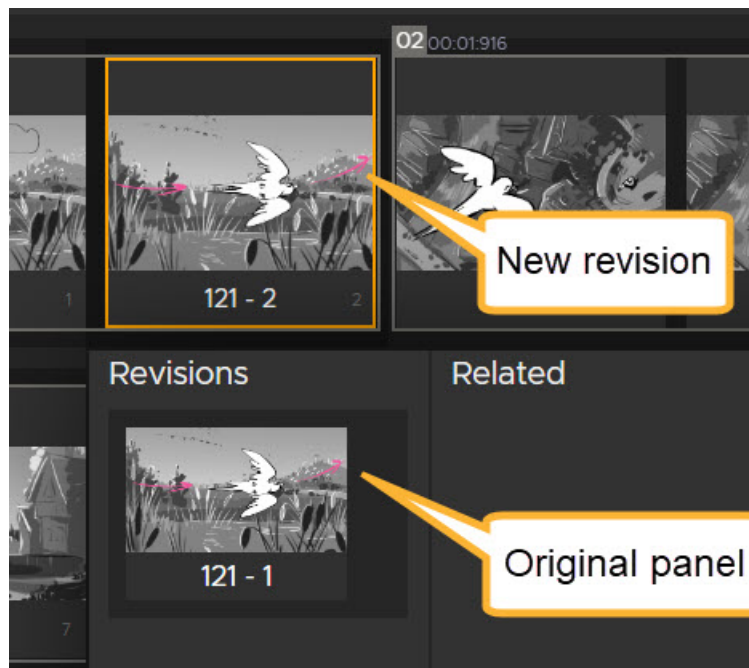 02 00:01:916
New revision
1
121 - 2
2
Revisions
Related
Original panel
121 - 1
7